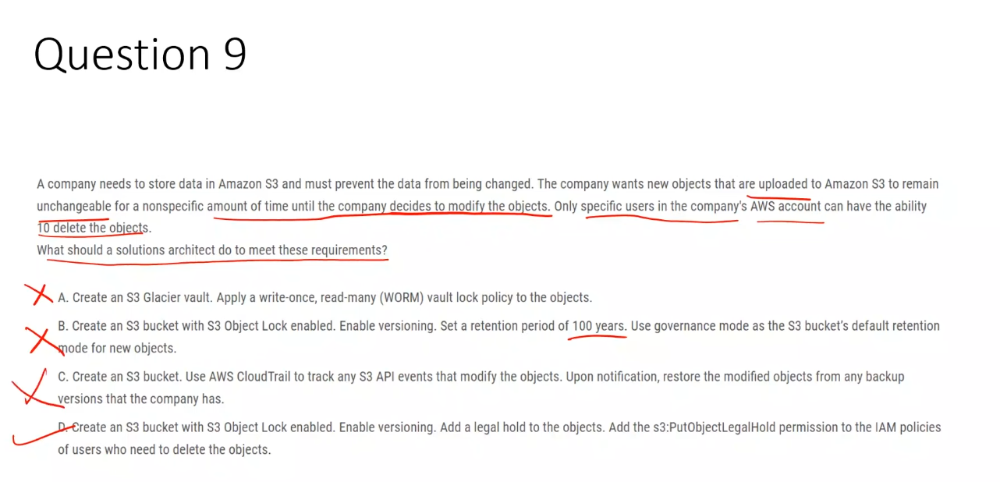 Question 9
A company needs to store data in Amazon S3 and must prevent the data from being changed. The company wants new objects that are uploaded to Amazon S3 to remain
unchangeable for a nonspecific amount of time until the company decides to modify the objects. Only specific users in the company's AWS account can have the ability
10 delete the objects.
What should a solutions architect do to meet these requirements?
A. Create an S3 Glacier vault. Apply a write-once, read-many (WORM) vault lock policy to the objects.
B. Create an S3 bucket with S3 Object Lock enabled. Enable versioning. Set a retention period of 100 years. Use governance mode as the S3 bucket's default retention
mode for new objects.
C. Create an S3 bucket. Use AWS CloudTrail to track any S3 API events that modify the objects. Upon notification, restore the modified objects from any backup
versions that the company has.
D. Create an S3 bucket with S3 Object Lock enabled. Enable versioning. Add a legal hold to the objects. Add the s3:PutObjectLegalHold permission to the IAM policies
of users who need to delete the objects.